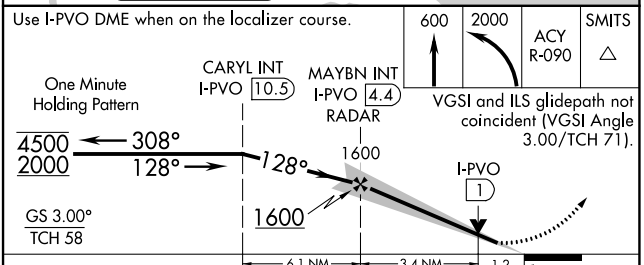 Use I-PVO DME when on the localizer course.
600
2000
ACY
R-090
SMITS
One Minute
Holding Pattern
CARYL INT
I-PVO 10.5
MAYBN INT
I-PVO 4.4
RADAR
VGSI and ILS glidepath not
coincident (VGSI Angle
3.00/TCH 71).
4500
2000
308°
128°
128°
1600
1600
I-PVO
1
GS 3.00°
TCH 58
6.1 NM
3.4 NM
1.2